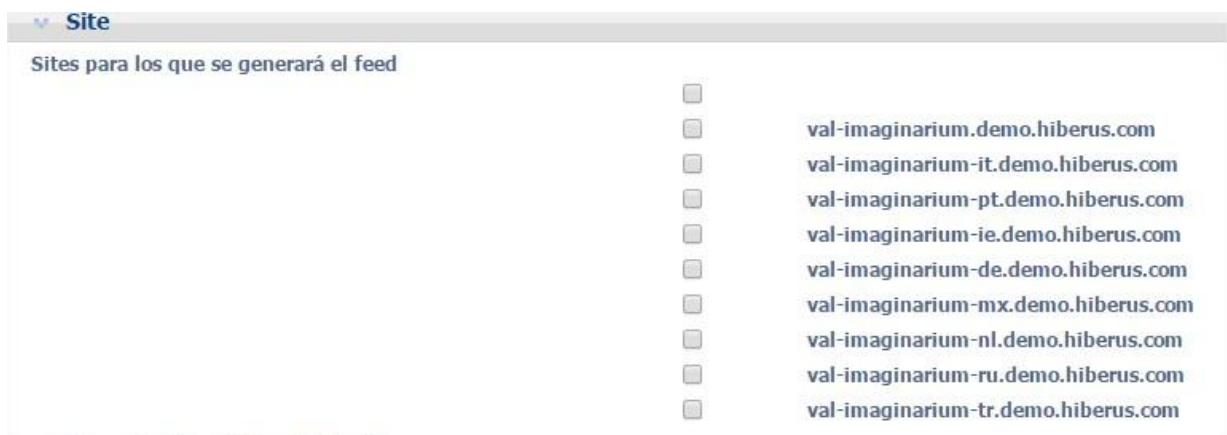 Site
Sites para los que se generará el feed
val-imaginarium.demo.hiberus.com
val-imaginarium-it.demo.hiberus.com
val-imaginarium-pt.demo.hiberus.com
val-imaginarium-ie.demo.hiberus.com
val-imaginarium-de.demo.hiberus.com
val-imaginarium-mx.demo.hiberus.com
val-imaginarium-nl.demo.hiberus.com
val-imaginarium-ru.demo.hiberus.com
val-imaginarium-tr.demo.hiberus.com